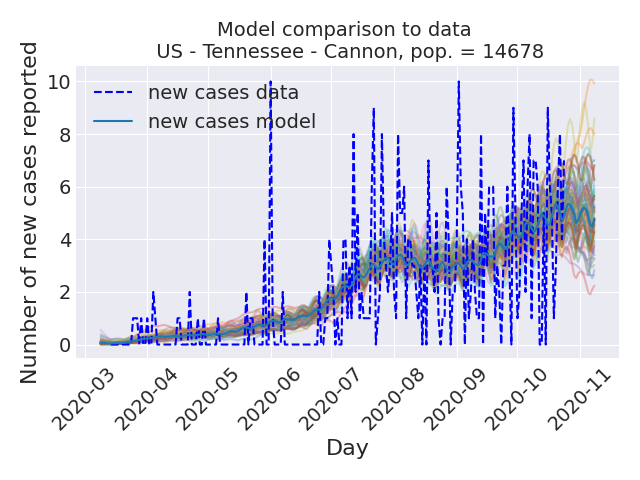 Model comparison to data
US - Tennessee - Cannon, pop. = 14678
Number of new cases reported
10
8
6
4
2
0
new cases data
new cases model
2020-03
2020-04
2020-05
2020-06
2020-07
2020-08
2020-09
2020-10
2020-11
Day